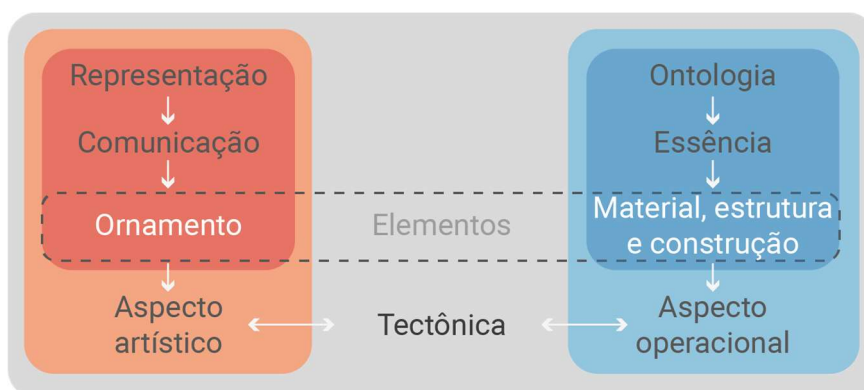 Representação
Comunicação
Ornamento
Aspecto
artístico
Elementos
Tectônica
Ontologia
Essência
Material, estrutura
e construção
Aspecto
operacional